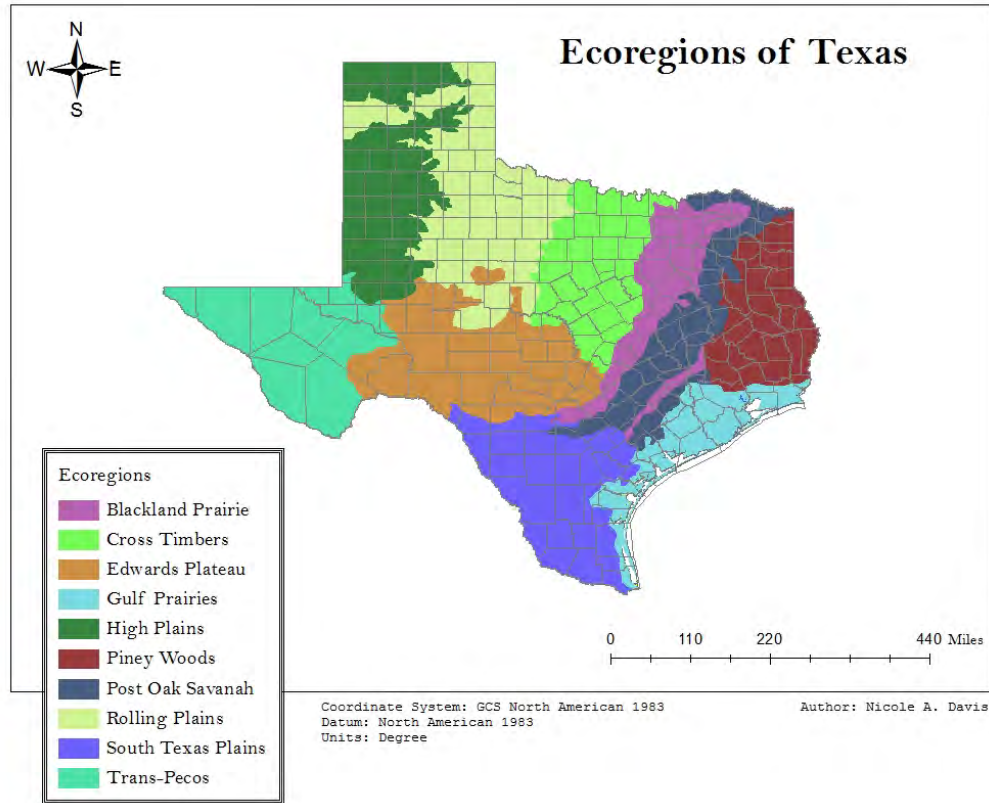 Ecoregions of Texas
N
W E
S
Ecoregions
Blackland Prairie
Cross Timbers
Edwards Plateau
Gulf Prairies
High Plains
Piney Woods
Post Oak Savanah
Rolling Plains
South Texas Plains
Trans-Pecos
0 110 220 440 Miles
Coordinate System: GCS North American 1983
Datum: North American 1983
Units: Degree
Author: Nicole A. Davis